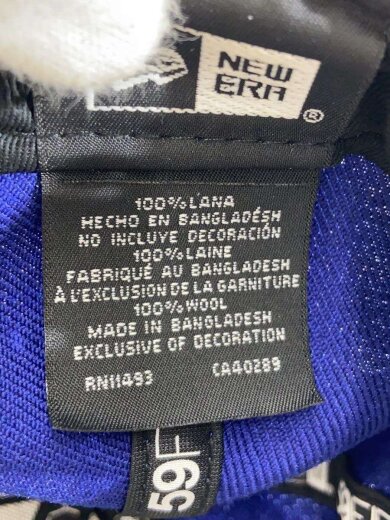 NEW
ERA
®
100% LANA
HECHO EN BANGLADÉSH
NO INCLUYE DECORACIÓN
100% LAINE
FABRIQUÉ AU BANGLADESH
À L'EXCLUSION DE LA GARNITURE
100% WOOL
MADE IN BANGLADESH
EXCLUSIVE OF DECORATION
RN11493 CA40289
59F